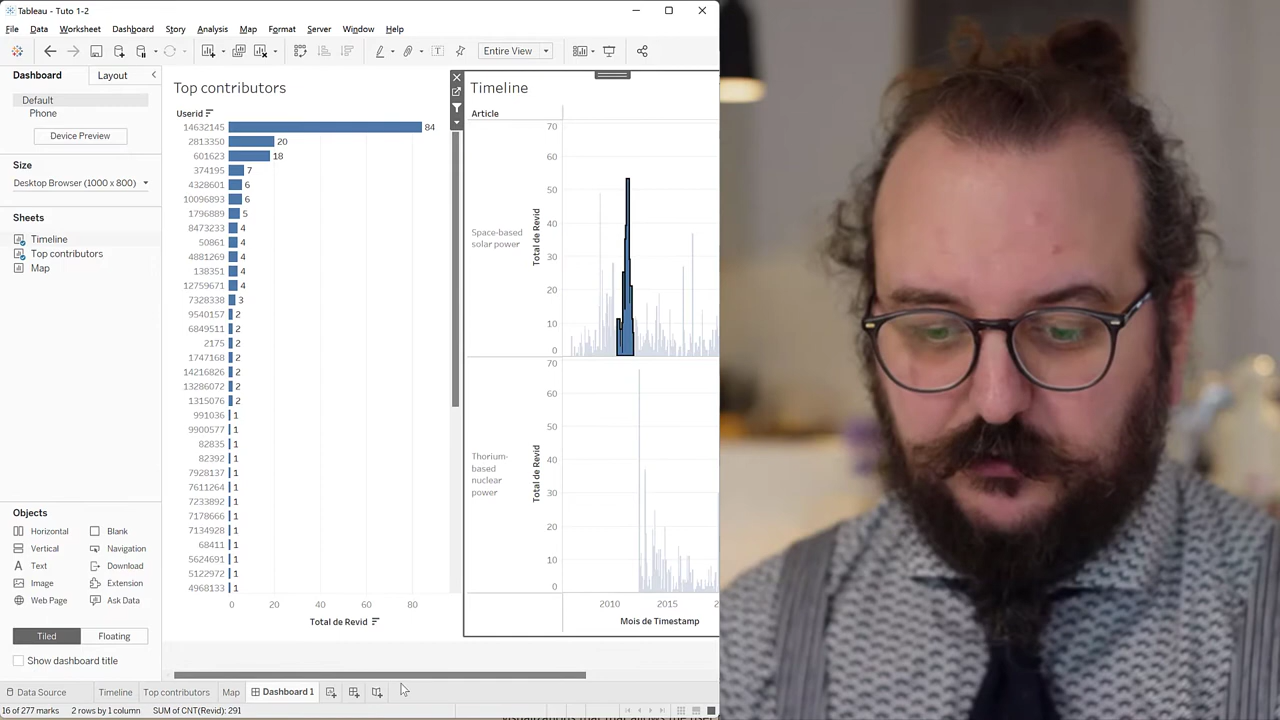 Tableau - Tuto 1-2
File Data Worksheet Dashboard Story Analysis Map Format Server Window Help
Entire View
Dashboard Layout
Default
Phone
Device Preview
Size
Desktop Browser (1000 x 800)
Sheets
Timeline
Top contributors
Map
Objects
Horizontal Blank
Vertical Navigation
Text Download
Image Extension
Web Page Ask Data
Tiled Floating
Show dashboard title
Top contributors
Userid
14632145 84
2813350 20
601623 18
374195 7
4328601 6
10096893 6
1796889 5
8473233 4
50861 4
4881269 4
138351 4
12759671 4
7328338 3
9540157 2
6849511 2
2175 2
1747168 2
14216826 2
13286072 2
1315076 2
991036 1
9900577 1
82835 1
82392 1
7928137 1
7611264 1
7233892 1
7178666 1
7134928 1
68411 1
5624691 1
5122972 1
4968133 1
0 20 40 60 80
Total de Revid
Timeline
Article
Space-based
solar power
Total de Revid
70
60
50
40
30
20
10
0
Thorium-
based
nuclear
power
Total de Revid
70
60
50
40
30
20
10
0
2010 2015
Mois de Timestamp
Data Source Timeline Top contributors Map Dashboard 1
16 of 277 marks 2 rows by 1 column SUM of CNT(Revid): 291